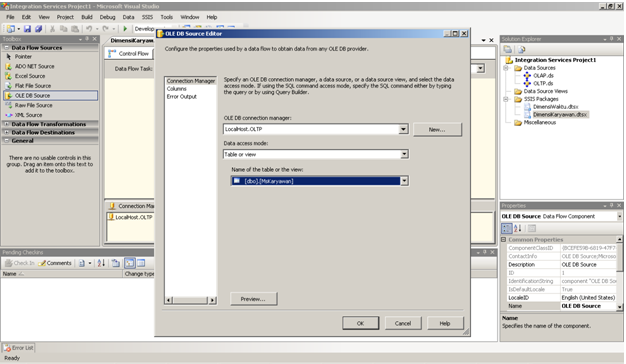 Integration Services Project1 - Microsoft Visual Studio
File Edit View Project Build Debug Data SSIS Tools Window Help
Toolbox
Data Flow Sources
Pointer
ADO NET Source
Excel Source
Flat File Source
OLE DB Source
Raw File Source
XML Source
Data Flow Transformations
Data Flow Destinations
General
There are no usable controls in this
group. Drag an item onto this text to
add it to the toolbox.
Control Flow
Data Flow Task:
LocalHost.OLTP
OLE DB Source Editor
Configure the properties used by a data flow to obtain data from any OLE DB provider.
Connection Manager
Columns
Error Output
Specify an OLE DB connection manager, a data source, or a data source view, and select the data
access mode. If using the SQL command access mode, specify the SQL command either by typing
the query or by using Query Builder.
OLE DB connection manager:
LocalHost.OLTP
New...
Data access mode:
Table or view
Name of the table or the view:
[dbo].[MsKaryawan]
Preview...
OK Cancel Help
Solution Explorer
Integration Services Project1
Data Sources
OLAP.ds
OLTP.ds
Data Source Views
SSIS Packages
DimensiWaktu.dtsx
DimensiKaryawan.dtsx
Miscellaneous
Properties
OLE DB Source Data Flow Component
Common Properties
ComponentClassID
ContactInfo OLE DB Source;Microso
Description OLE DB Source
ID 1
IdentificationString component "OLE DB So
IsDefaultLocale True
LocaleID English (United States)
Name OLE DB Source
Name
Specifies the name of the component.
Pending Checkins
Check In Comments
Name Change type
Error List
Ready